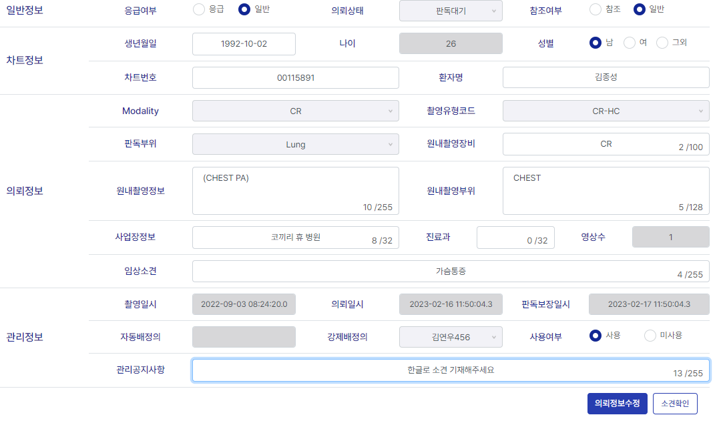 일반정보 응급여부 응급 일반 의뢰상태 판독대기 참조여부 참조 일반
차트정보
생년월일 1992-10-02 나이 26 성별 남 여 그외
차트번호 00115891 환자명 김종성
의뢰정보
Modality CR 촬영유형코드 CR-HC
판독부위 Lung 원내촬영장비 CR 2 /100
원내촬영정보 (CHEST PA) 10 /255 원내촬영부위 CHEST 5 /128
사업장정보 코끼리 휴 병원 8 /32 진료과 0 /32 영상수 1
임상소견 가슴통증 4 /255
관리정보
촬영일시 2022-09-03 08:24:20.0 의뢰일시 2023-02-16 11:50:04.3 판독보장일시 2023-02-17 11:50:04.3
자동배정의 강제배정의 김연우456 사용여부 사용 미사용
관리공지사항 한글로 소견 기재해주세요 13 /255
의뢰정보수정 소견확인